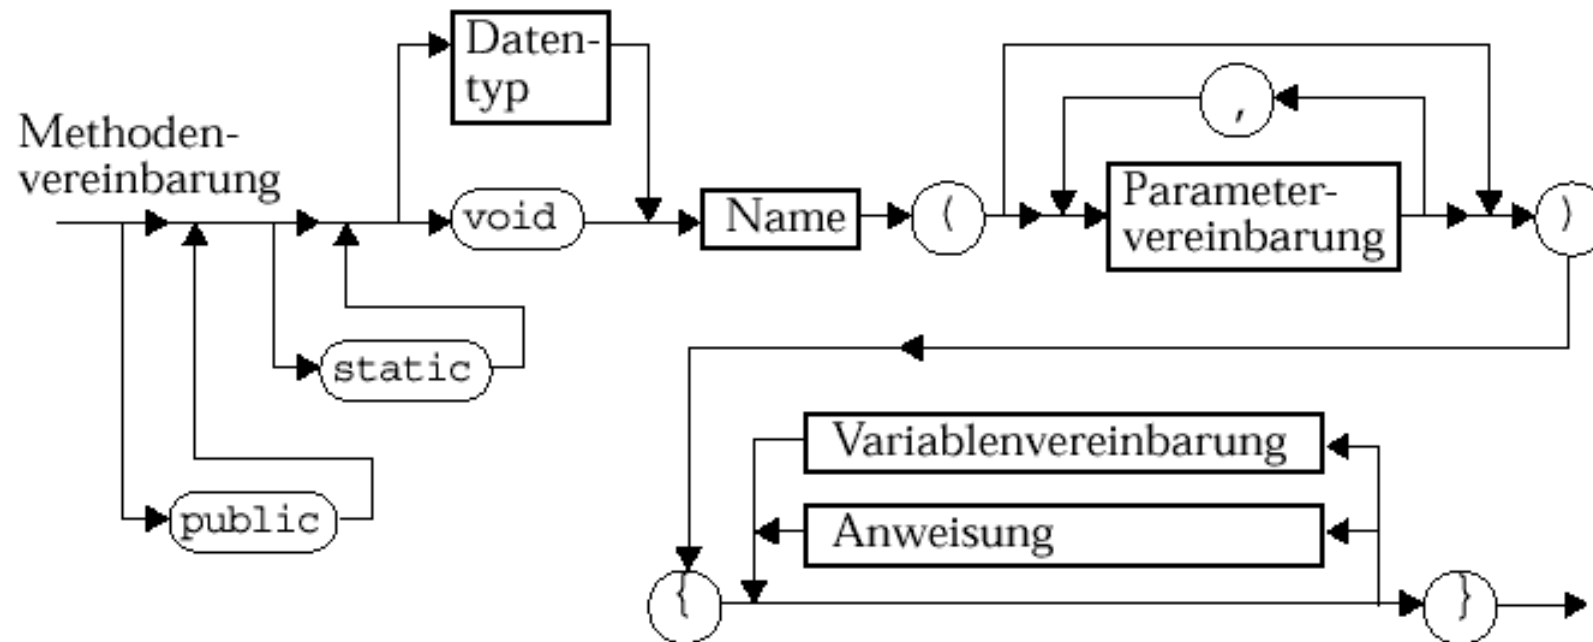 Daten-
typ
Methoden-
vereinbarung
void
Name
(
,
Parameter-
vereinbarung
)
static
public
Variablenvereinbarung
Anweisung
{
}